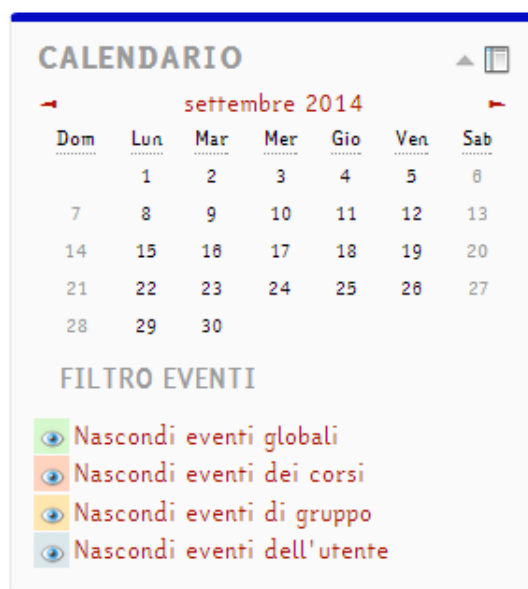 CALENDARIO
settembre 2014
Dom Lun Mar Mer Gio Ven Sab
1 2 3 4 5 6
7 8 9 10 11 12 13
14 15 16 17 18 19 20
21 22 23 24 25 26 27
28 29 30
FILTRO EVENTI
Nascondi eventi globali
Nascondi eventi dei corsi
Nascondi eventi di gruppo
Nascondi eventi dell'utente